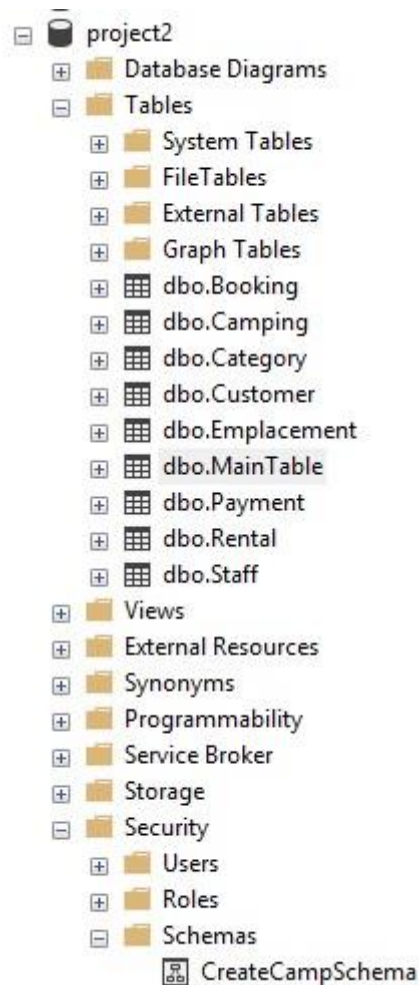 project2
Database Diagrams
Tables
System Tables
FileTables
External Tables
Graph Tables
dbo.Booking
dbo.Camping
dbo.Category
dbo.Customer
dbo.Emplacement
dbo.MainTable
dbo.Payment
dbo.Rental
dbo.Staff
Views
External Resources
Synonyms
Programmability
Service Broker
Storage
Security
Users
Roles
Schemas
CreateCampSchema